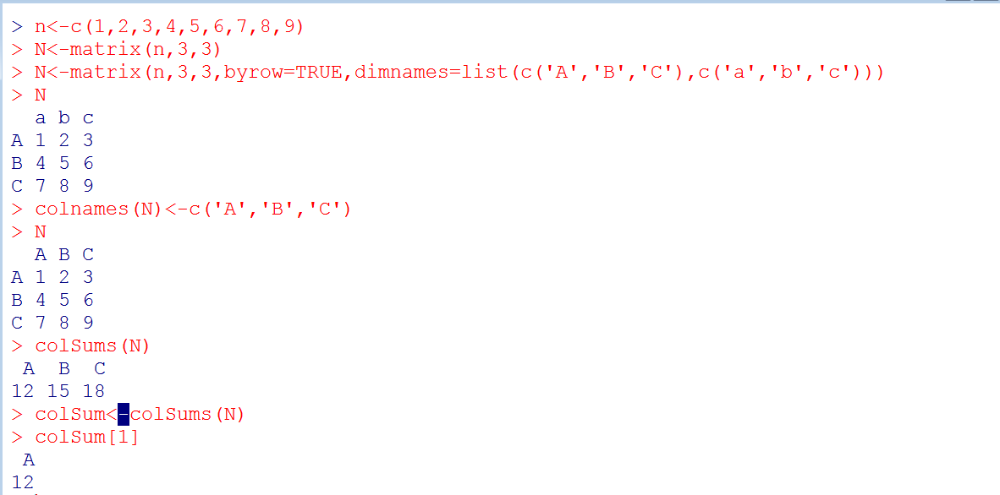 > n<-c(1,2,3,4,5,6,7,8,9)
> N<-matrix(n,3,3)
> N<-matrix(n,3,3,byrow=TRUE,dimnames=list(c('A','B','C'),c('a','b','c')))
> N
  a b c
A 1 2 3
B 4 5 6
C 7 8 9
> colnames(N)<-c('A','B','C')
> N
  A B C
A 1 2 3
B 4 5 6
C 7 8 9
> colSums(N)
 A  B  C
12 15 18
> colSum<-colSums(N)
> colSum[1]
 A
12